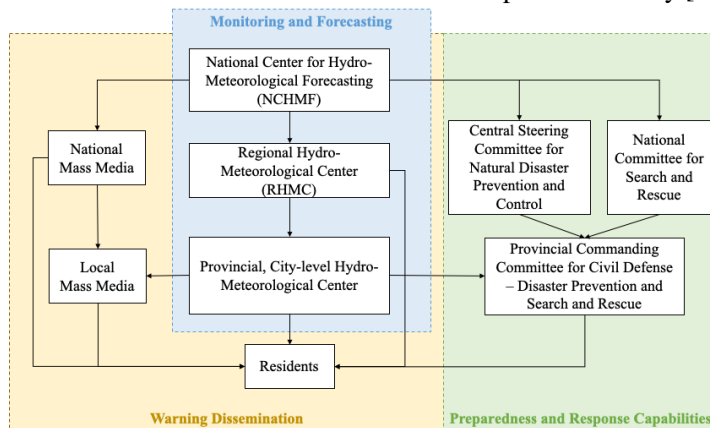 Monitoring and Forecasting
National Center for Hydro-
Meteorological Forecasting
(NCHMF)
National
Mass Media
Regional Hydro-
Meteorological Center
(RHMC)
Central Steering
Committee for
Natural Disaster
Prevention and
Control
National
Committee for
Search and
Rescue
Local
Mass Media
Provincial, City-level Hydro-
Meteorological Center
Provincial Commanding
Committee for Civil Defense
– Disaster Prevention and
Search and Rescue
Residents
Warning Dissemination
Preparedness and Response Capabilities